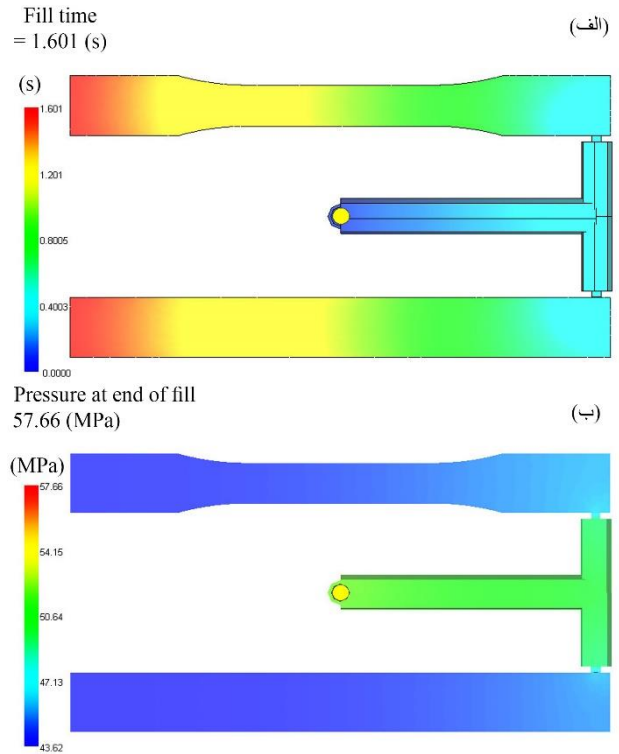 Fill time
= 1.601 (s)
(الف)
(s)
1.601
1.201
0.8005
0.4003
0.0000
Pressure at end of fill
57.66 (MPa)
(ب)
(MPa)
57.66
54.15
50.64
47.13
43.62